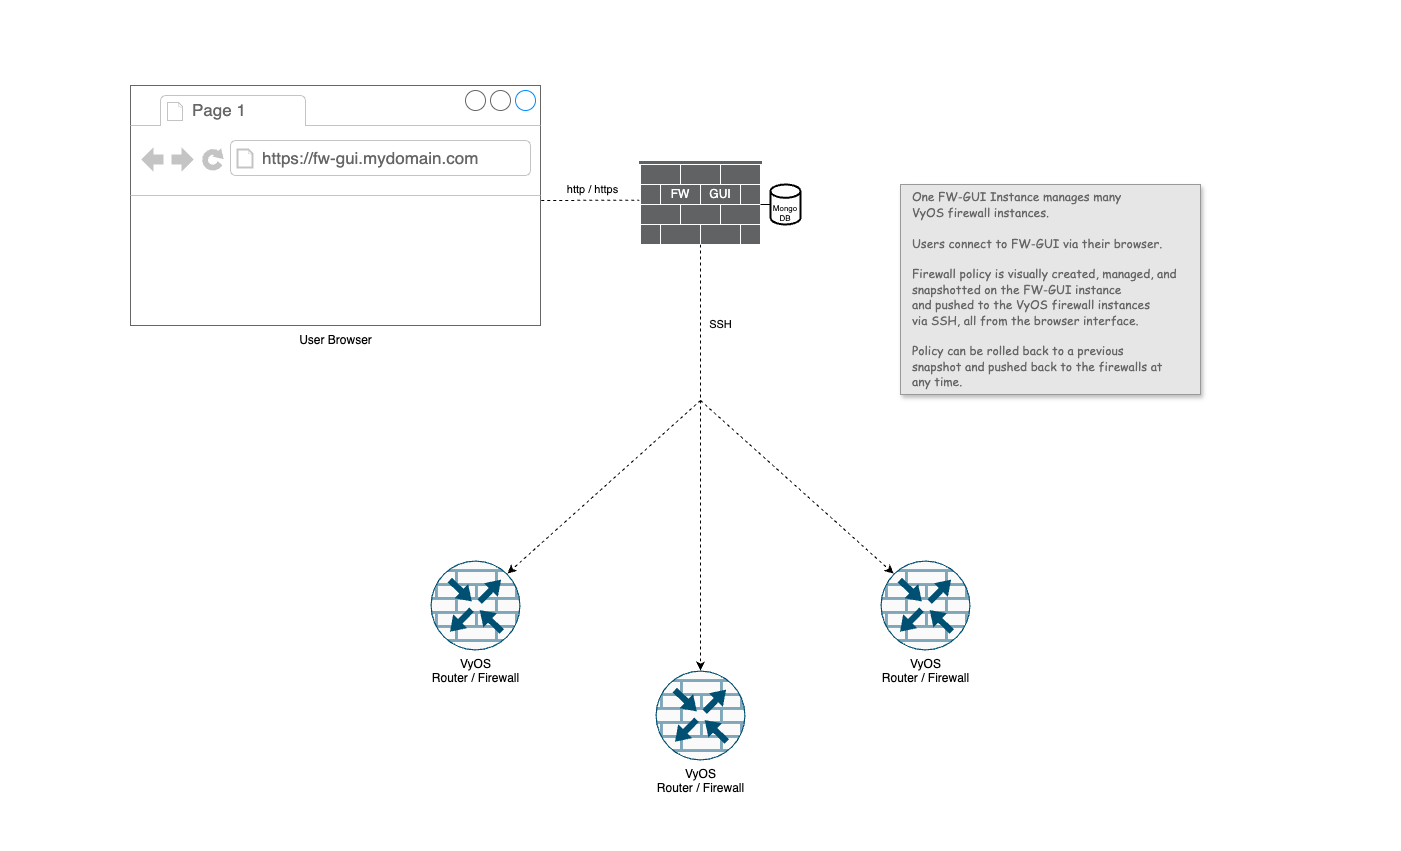 Page 1
https://fw-gui.mydomain.com
User Browser
http / https
FW GUI
Mongo
DB
SSH
One FW-GUI Instance manages many
VyOS firewall instances.
Users connect to FW-GUI via their browser.
Firewall policy is visually created, managed, and
snapshotted on the FW-GUI instance
and pushed to the VyOS firewall instances
via SSH, all from the browser interface.
Policy can be rolled back to a previous
snapshot and pushed back to the firewalls at
any time.
VyOS
Router / Firewall
VyOS
Router / Firewall
VyOS
Router / Firewall